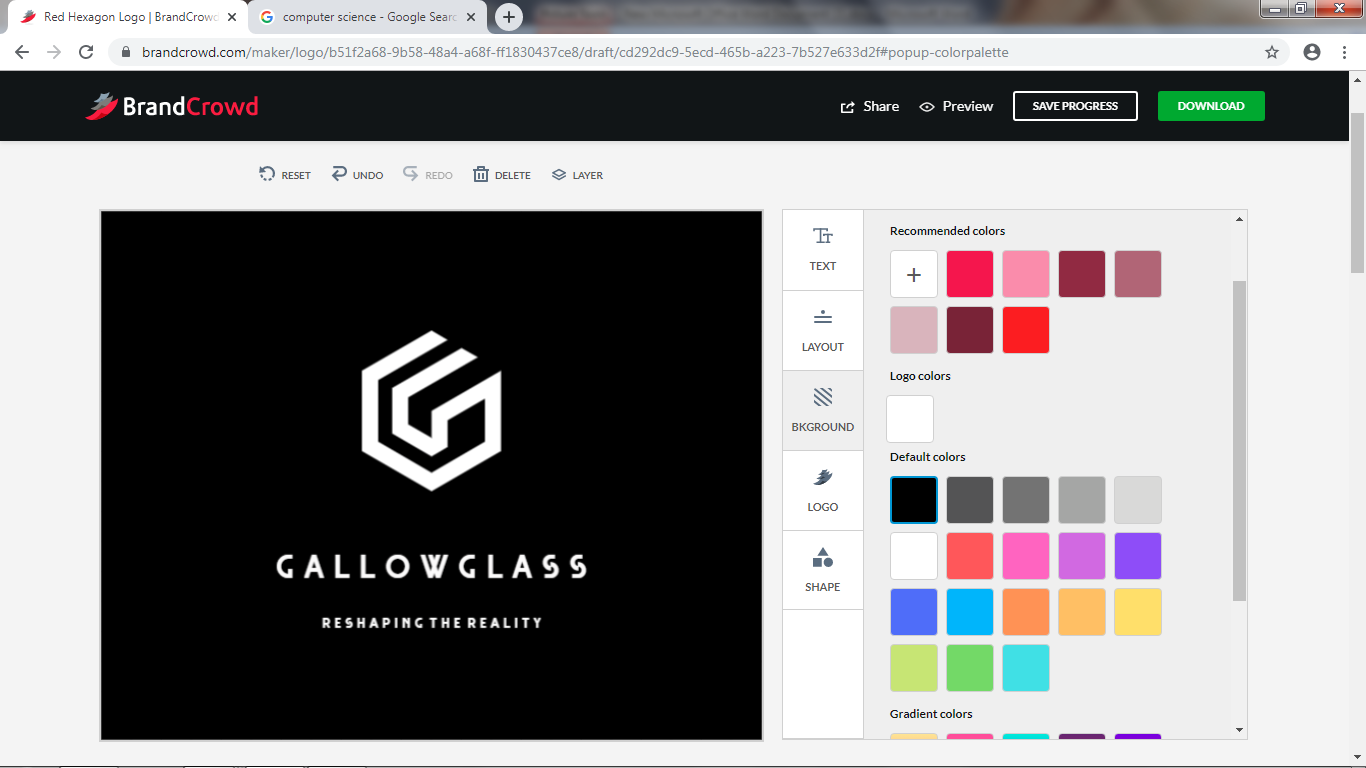 Red Hexagon Logo | BrandCrowd
computer science - Google Searc
brandcrowd.com/maker/logo/b51f2a68-9b58-48a4-a68f-ff1830437ce8/draft/cd292dc9-5ecd-465b-a223-7b527e633d2f#popup-colorpalette
BrandCrowd
Share
Preview
SAVE PROGRESS
DOWNLOAD
RESET
UNDO
REDO
DELETE
LAYER
GALLOWGLASS
RESHAPING THE REALITY
TEXT
LAYOUT
BKGROUND
LOGO
SHAPE
Recommended colors
Logo colors
Default colors
Gradient colors